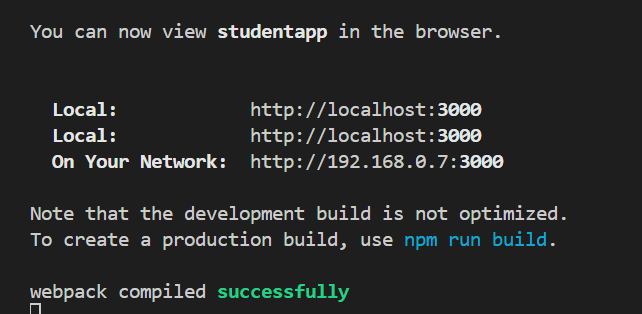 You can now view studentapp in the browser.
Local: http://localhost:3000
Local: http://localhost:3000
On Your Network: http://192.168.0.7:3000
Note that the development build is not optimized.
To create a production build, use npm run build.
webpack compiled successfully